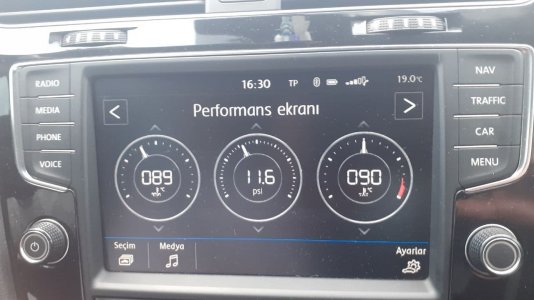 RADIO
MEDIA
PHONE
VOICE
NAV
TRAFFIC
CAR
MENU
16:30 TP 19.0°C
<
Performans ekranı
>
089
°C
11.6
psi
090
°C
Seçim
Medya
Ayarlar